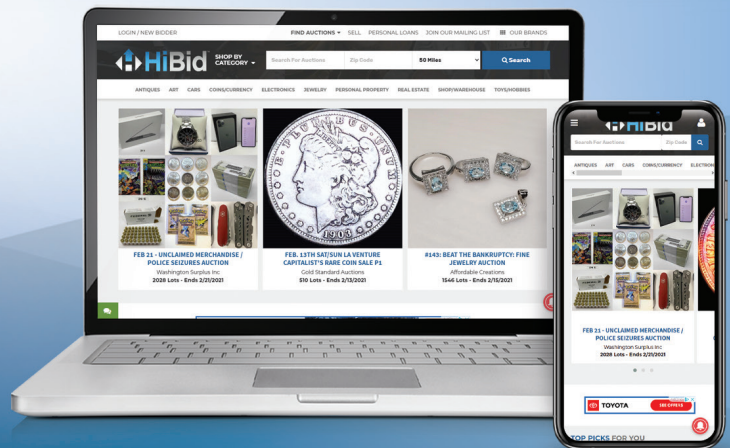 LOGIN / NEW BIDDER
FIND AUCTIONS SELL PERSONAL LOANS JOIN OUR MAILING LIST OUR BRANDS
HiBid
SHOP BY
CATEGORY
Search For Auctions Zip Code 50 Miles Search
ANTIQUES ART CARS COINS/CURRENCY ELECTRONICS JEWELRY PERSONAL PROPERTY REAL ESTATE SHOP/WAREHOUSE TOYS/HOBBIES
1903
FEB 21 - UNCLAIMED MERCHANDISE /
POLICE SEIZURES AUCTION
Washington Surplus Inc
2028 Lots - Ends 2/21/2021
FEB. 13TH SAT/SUN LA VENTURE
CAPITALIST'S RARE COIN SALE P1
Gold Standard Auctions
510 Lots - Ends 2/13/2021
#143: BEAT THE BANKRUPTCY: FINE
JEWELRY AUCTION
Affordable Creations
1546 Lots - Ends 2/15/2021
HiBid
Search For Auctions Zip Code
ANTIQUES ART CARS COINS/CURRENCY ELECTRON
FEB 21 - UNCLAIMED MERCHANDISE /
POLICE SEIZURES AUCTION
Washington Surplus Inc
2028 Lots - Ends 2/21/2021
TOYOTA SEE OFFERS
TOP PICKS FOR YOU